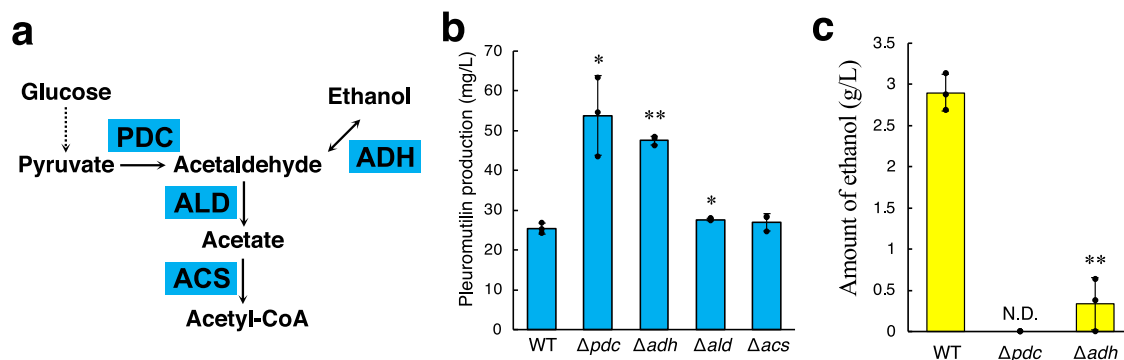 a
Glucose
Ethanol
PDC
Pyruvate
Acetaldehyde
ADH
ALD
Acetate
ACS
Acetyl-CoA
b
Pleuromutilin production (mg/L)
70
60
50
40
30
20
10
0
*
**
*
WT
Δpdc
Δadh
Δald
Δacs
c
Amount of ethanol (g/L)
3.5
3
2.5
2
1.5
1
0.5
0
N.D.
**
WT
Δpdc
Δadh